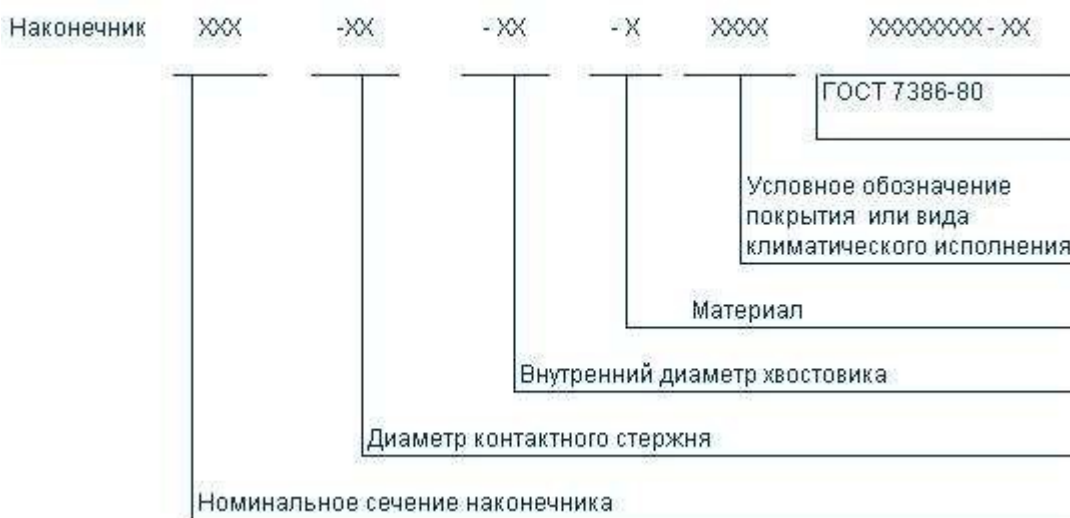 Наконечник XXX -XX - XX - X XXXX XXXXXXXX - XX
ГОСТ 7386-80
Условное обозначение
покрытия или вида
климатического исполнения
Материал
Внутренний диаметр хвостовика
Диаметр контактного стержня
Номинальное сечение наконечника